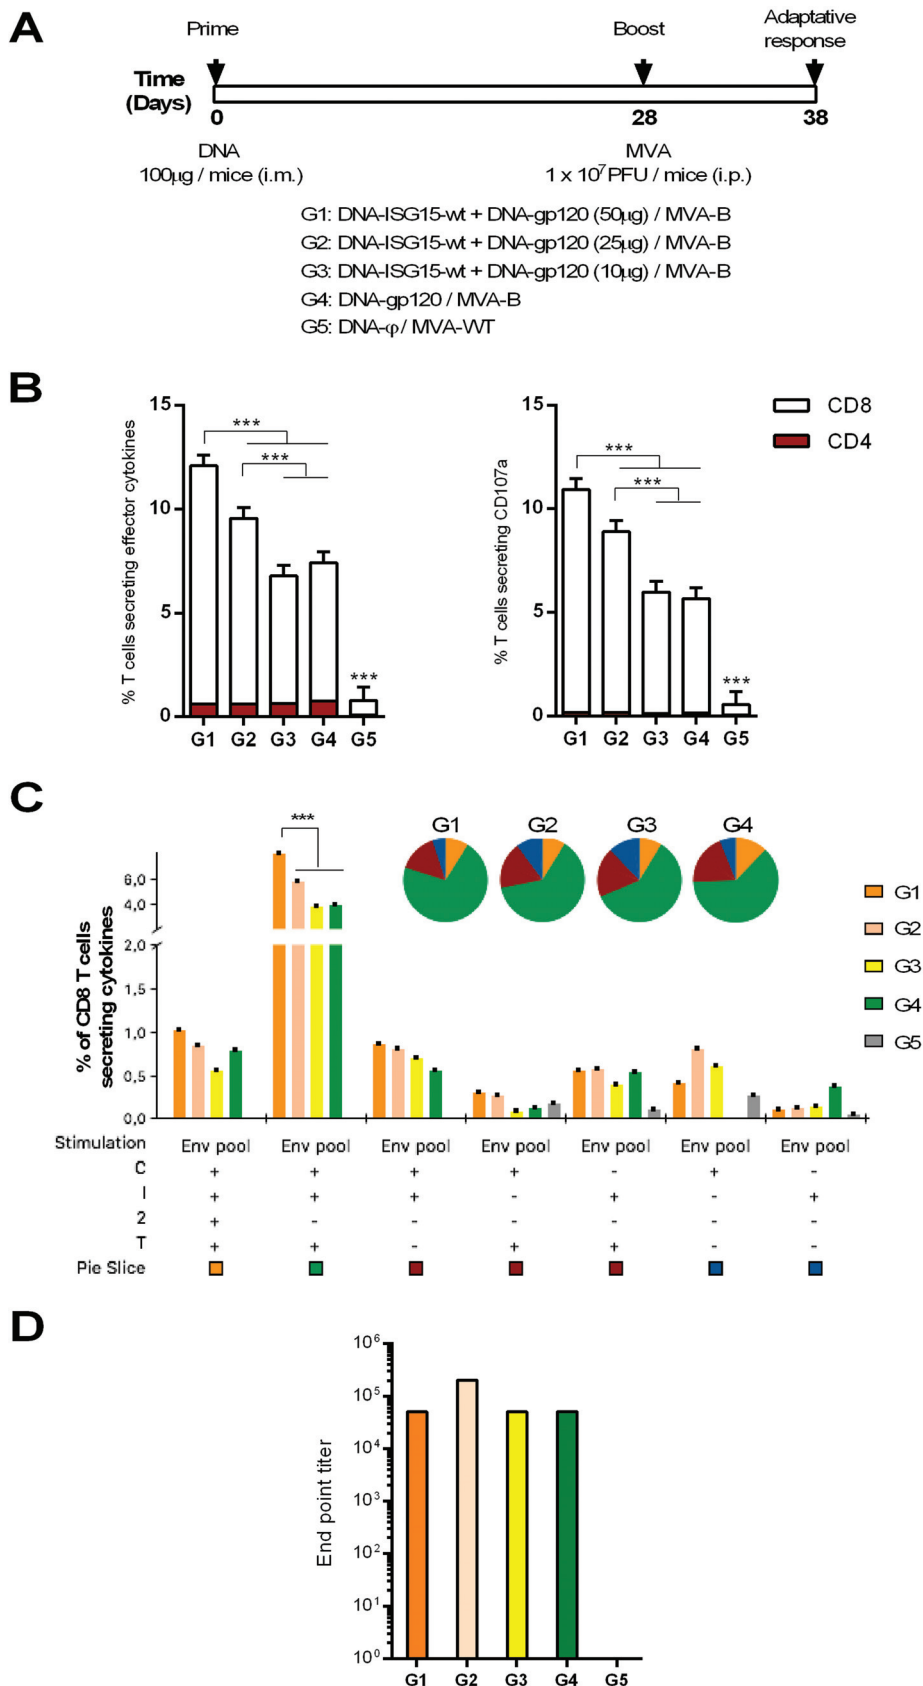 A
Prime
Boost
Adaptative
response
Time
(Days)
0
28
38
DNA
100µg / mice (i.m.)
MVA
1 x 10⁷ PFU / mice (i.p.)
G1: DNA-ISG15-wt + DNA-gp120 (50µg) / MVA-B
G2: DNA-ISG15-wt + DNA-gp120 (25µg) / MVA-B
G3: DNA-ISG15-wt + DNA-gp120 (10µg) / MVA-B
G4: DNA-gp120 / MVA-B
G5: DNA-φ / MVA-WT
B
% T cells secreting effector cytokines
15
10
5
0
***
***
***
G1 G2 G3 G4 G5
% T cells secreting CD107a
15
10
5
0
***
***
***
G1 G2 G3 G4 G5
CD8
CD4
C
% of CD8 T cells
secreting cytokines
6,0
4,0
2,0
1,0
0,5
0,0
***
G1 G2 G3 G4
G1
G2
G3
G4
G5
Stimulation Env pool Env pool Env pool Env pool Env pool Env pool Env pool
C + + + + - + -
I + + + - + - +
2 + - - - - - -
T + + - + + - -
Pie Slice
D
End point titer
10⁶
10⁵
10⁴
10³
10²
10¹
10⁰
G1 G2 G3 G4 G5